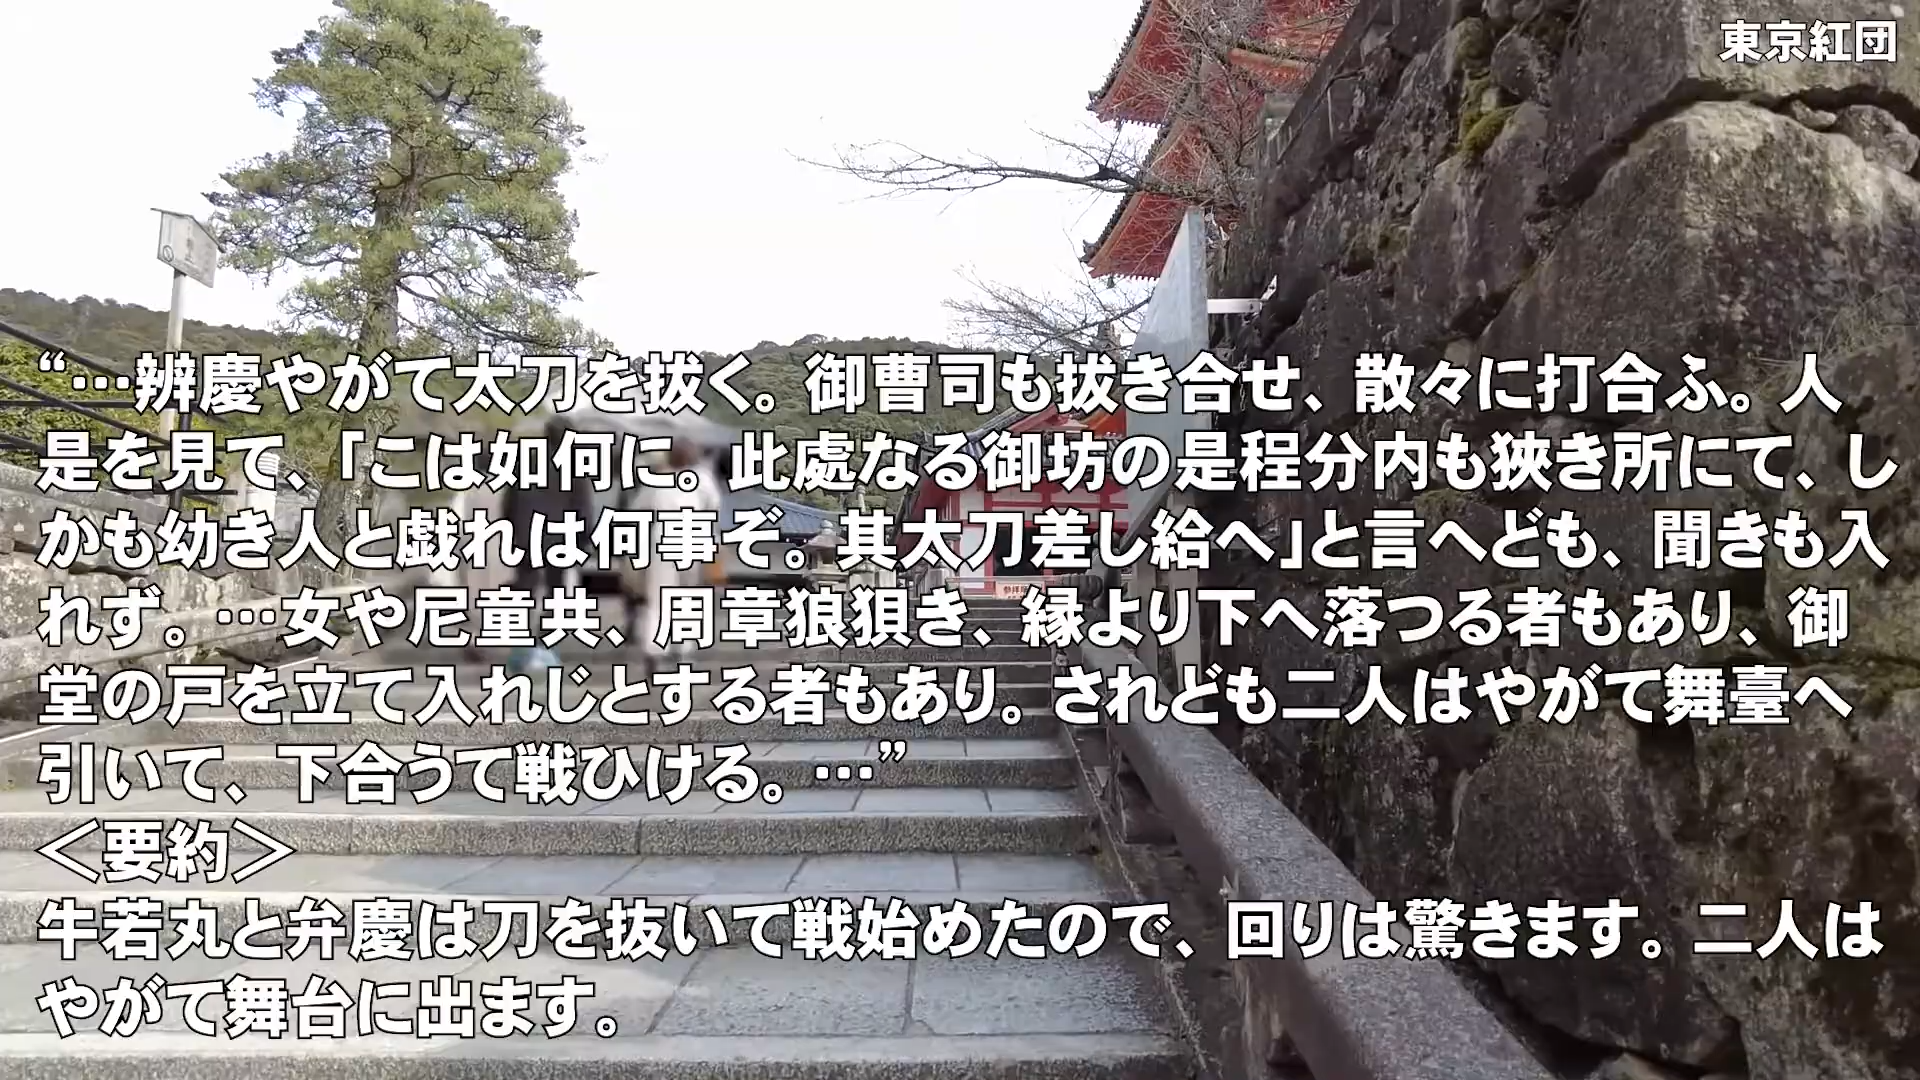 東京紅団
“…辨慶やがて太刀を抜く。御曹司も抜き合せ、散々に打合ふ。人
是を見て、「こは如何に。此處なる御坊の是程分内も狹き所にて、し
かも幼き人と戯れは何事ぞ。其太刀差し給へ」と言へども、聞きも入
れず。…女や尼童共、周章狼狽き、縁より下へ落つる者もあり、御
堂の戸を立て入れじとする者もあり。されども二人はやがて舞臺へ
引いて、下合うて戦ひける。…”
＜要約＞
牛若丸と弁慶は刀を抜いて戦始めたので、回りは驚きます。二人は
やがて舞台に出ます。